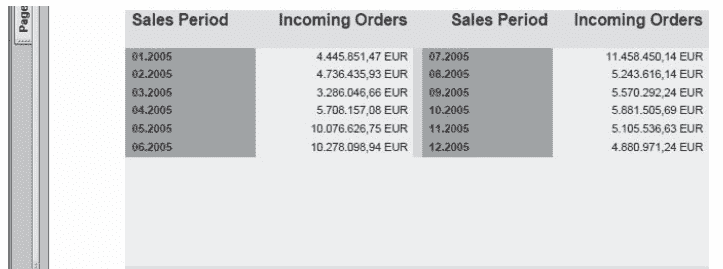 Page
Sales Period Incoming Orders Sales Period Incoming Orders
01.2005 4.445.851,47 EUR 07.2005 11.458.450,14 EUR
02.2005 4.736.435,93 EUR 08.2005 5.243.616,14 EUR
03.2005 3.286.046,66 EUR 09.2005 5.570.292,24 EUR
04.2005 5.708.157,08 EUR 10.2005 5.881.505,69 EUR
05.2005 10.076.626,75 EUR 11.2005 5.105.536,63 EUR
06.2005 10.278.098,94 EUR 12.2005 4.880.971,24 EUR